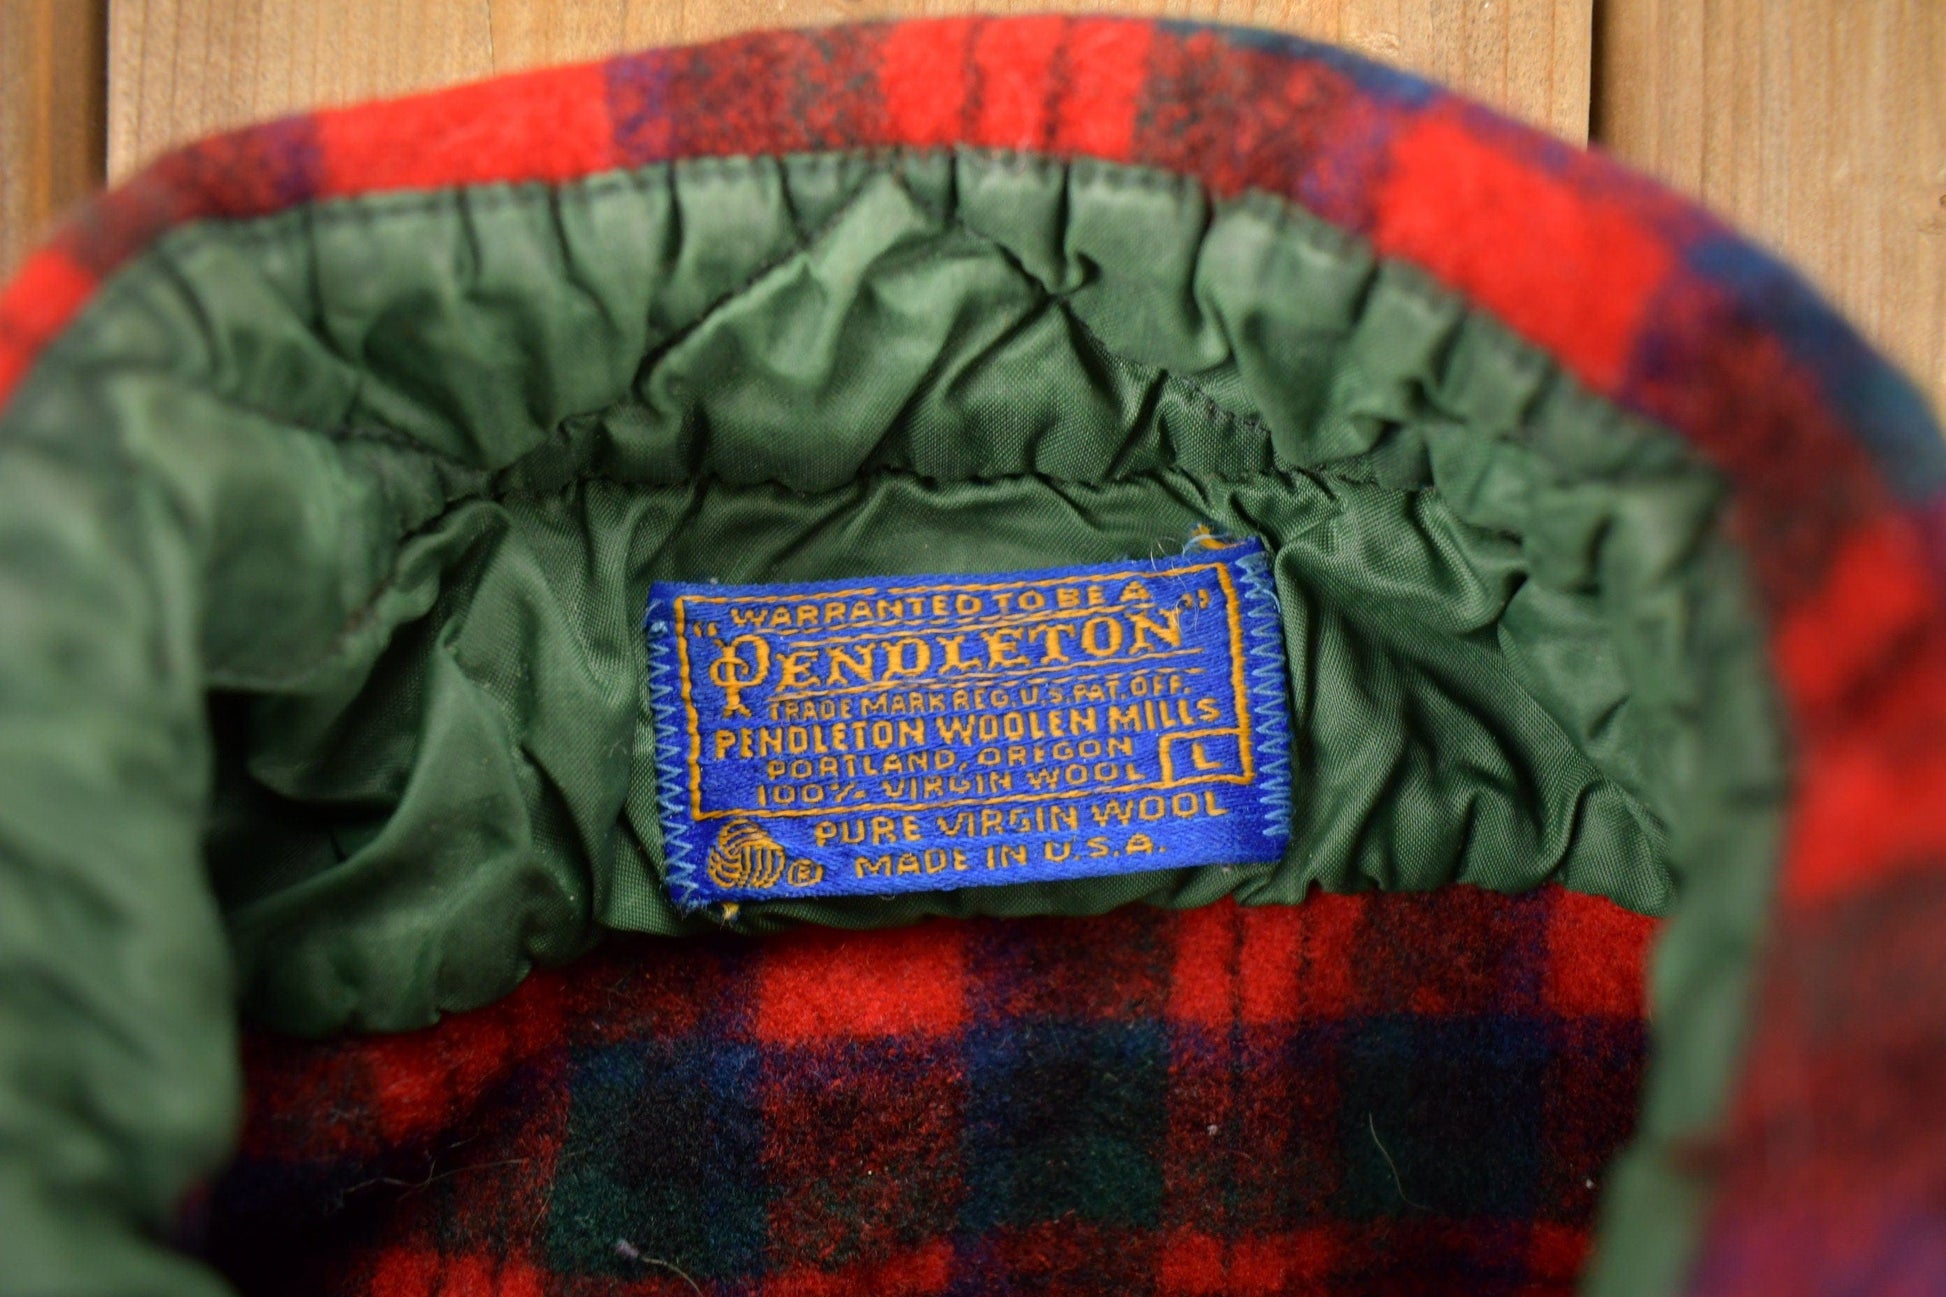 "WARRANTED TO BE A
PENDLETON"
TRADE MARK REG. U.S. PAT. OFF.
PENDLETON WOOLEN MILLS
PORTLAND, OREGON
100% VIRGIN WOOL L
PURE VIRGIN WOOL
® MADE IN U.S.A.